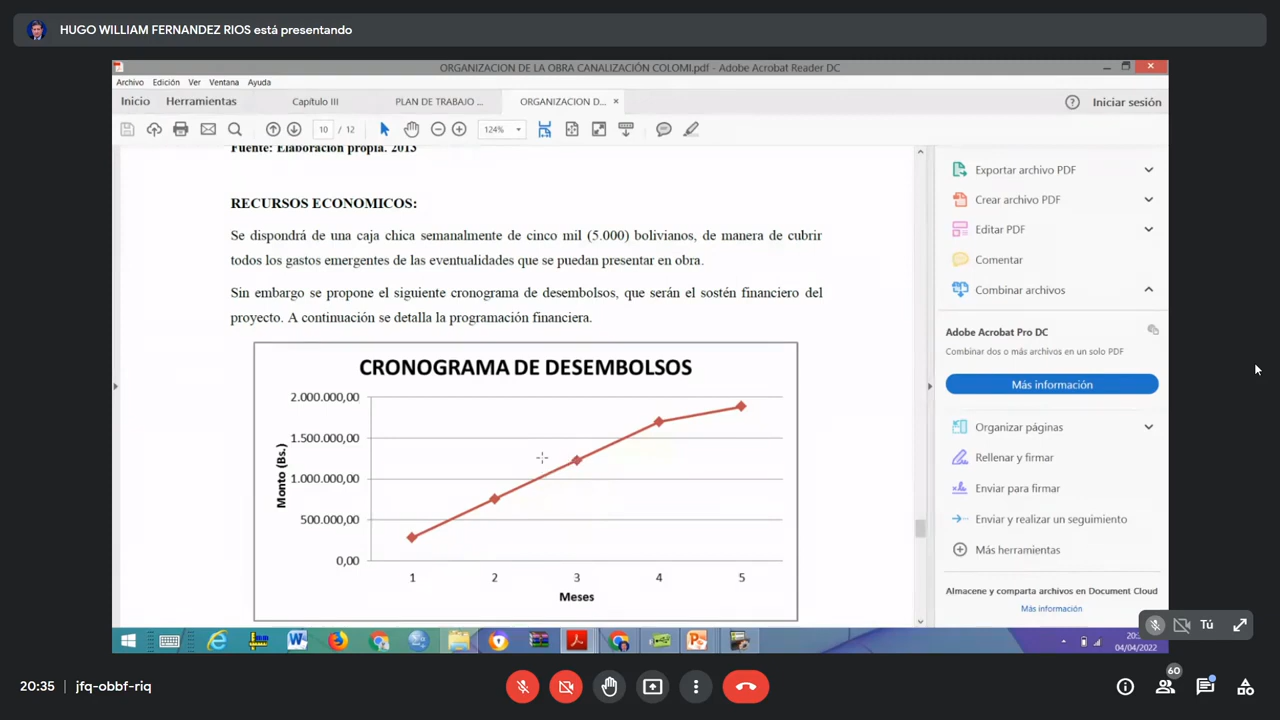 HUGO WILLIAM FERNANDEZ RIOS está presentando
ORGANIZACION DE LA OBRA CANALIZACIÓN COLOMI.pdf - Adobe Acrobat Reader DC
Archivo Edición Ver Ventana Ayuda
Inicio Herramientas Capítulo III PLAN DE TRABAJO ... ORGANIZACION D... × Iniciar sesión
10 / 12 124%
Fuente: Elaboración propia. 2013
RECURSOS ECONOMICOS:
Se dispondrá de una caja chica semanalmente de cinco mil (5.000) bolivianos, de manera de cubrir
todos los gastos emergentes de las eventualidades que se puedan presentar en obra.
Sin embargo se propone el siguiente cronograma de desembolsos, que serán el sostén financiero del
proyecto. A continuación se detalla la programación financiera.
CRONOGRAMA DE DESEMBOLSOS
2.000.000,00
1.500.000,00
1.000.000,00
500.000,00
0,00
Monto (Bs.)
1 2 3 4 5
Meses
Exportar archivo PDF
Crear archivo PDF
Editar PDF
Comentar
Combinar archivos
Adobe Acrobat Pro DC
Combinar dos o más archivos en un solo PDF
Más información
Organizar páginas
Rellenar y firmar
Enviar para firmar
Enviar y realizar un seguimiento
Más herramientas
Almacene y comparta archivos en Document Cloud
Más información
Tú
04/04/2022
20:35 | jfq-obbf-riq
60